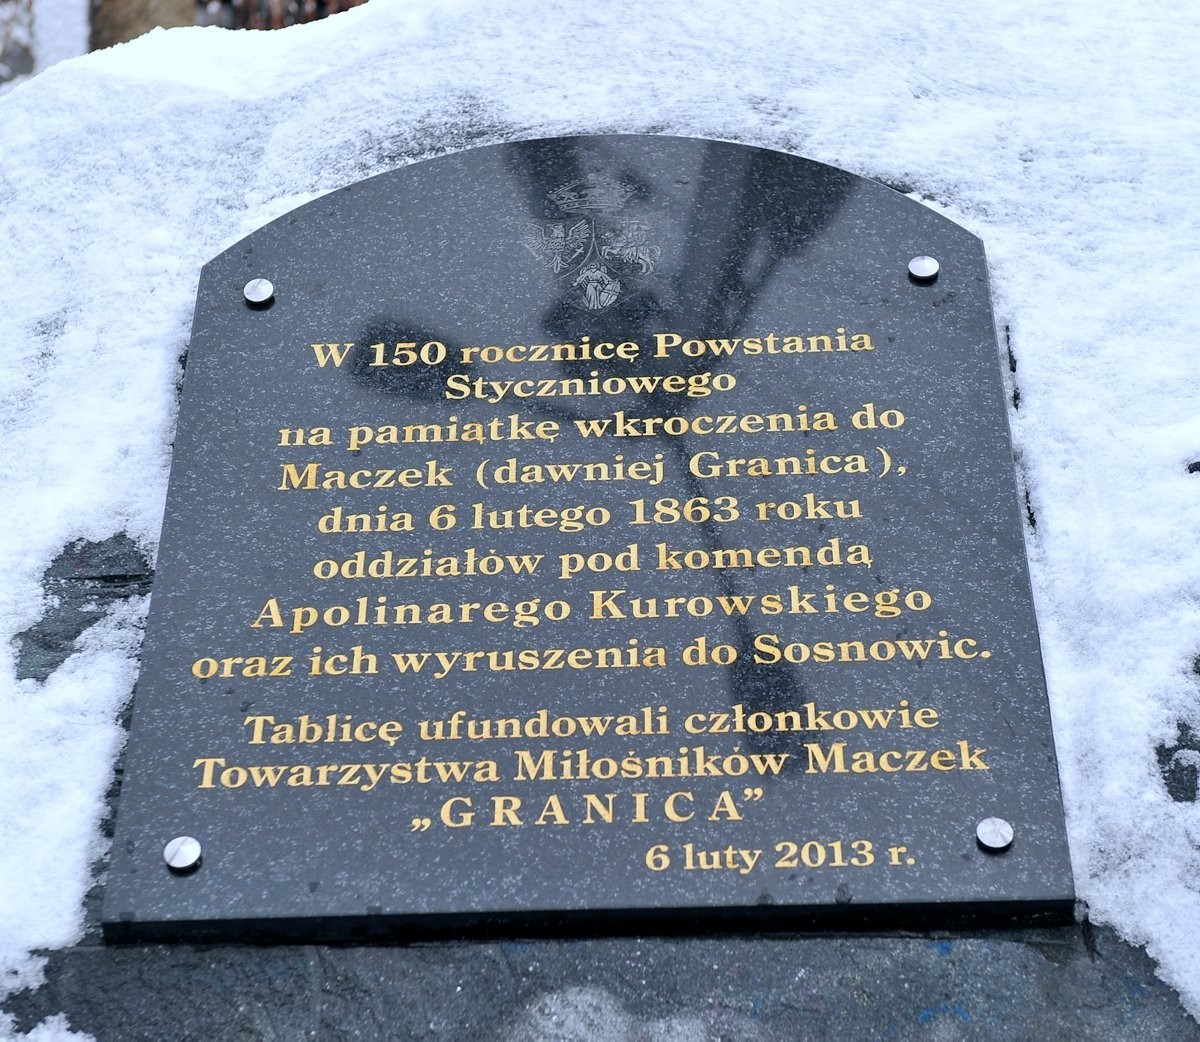 W 150 rocznicę Powstania
Styczniowego
na pamiątkę wkroczenia do
Maczek (dawniej Granica),
dnia 6 lutego 1863 roku
oddziałów pod komendą
Apolinarego Kurowskiego
oraz ich wyruszenia do Sosnowic.
Tablicę ufundowali członkowie
Towarzystwa Miłośników Maczek
„GRANICA”
6 luty 2013 r.